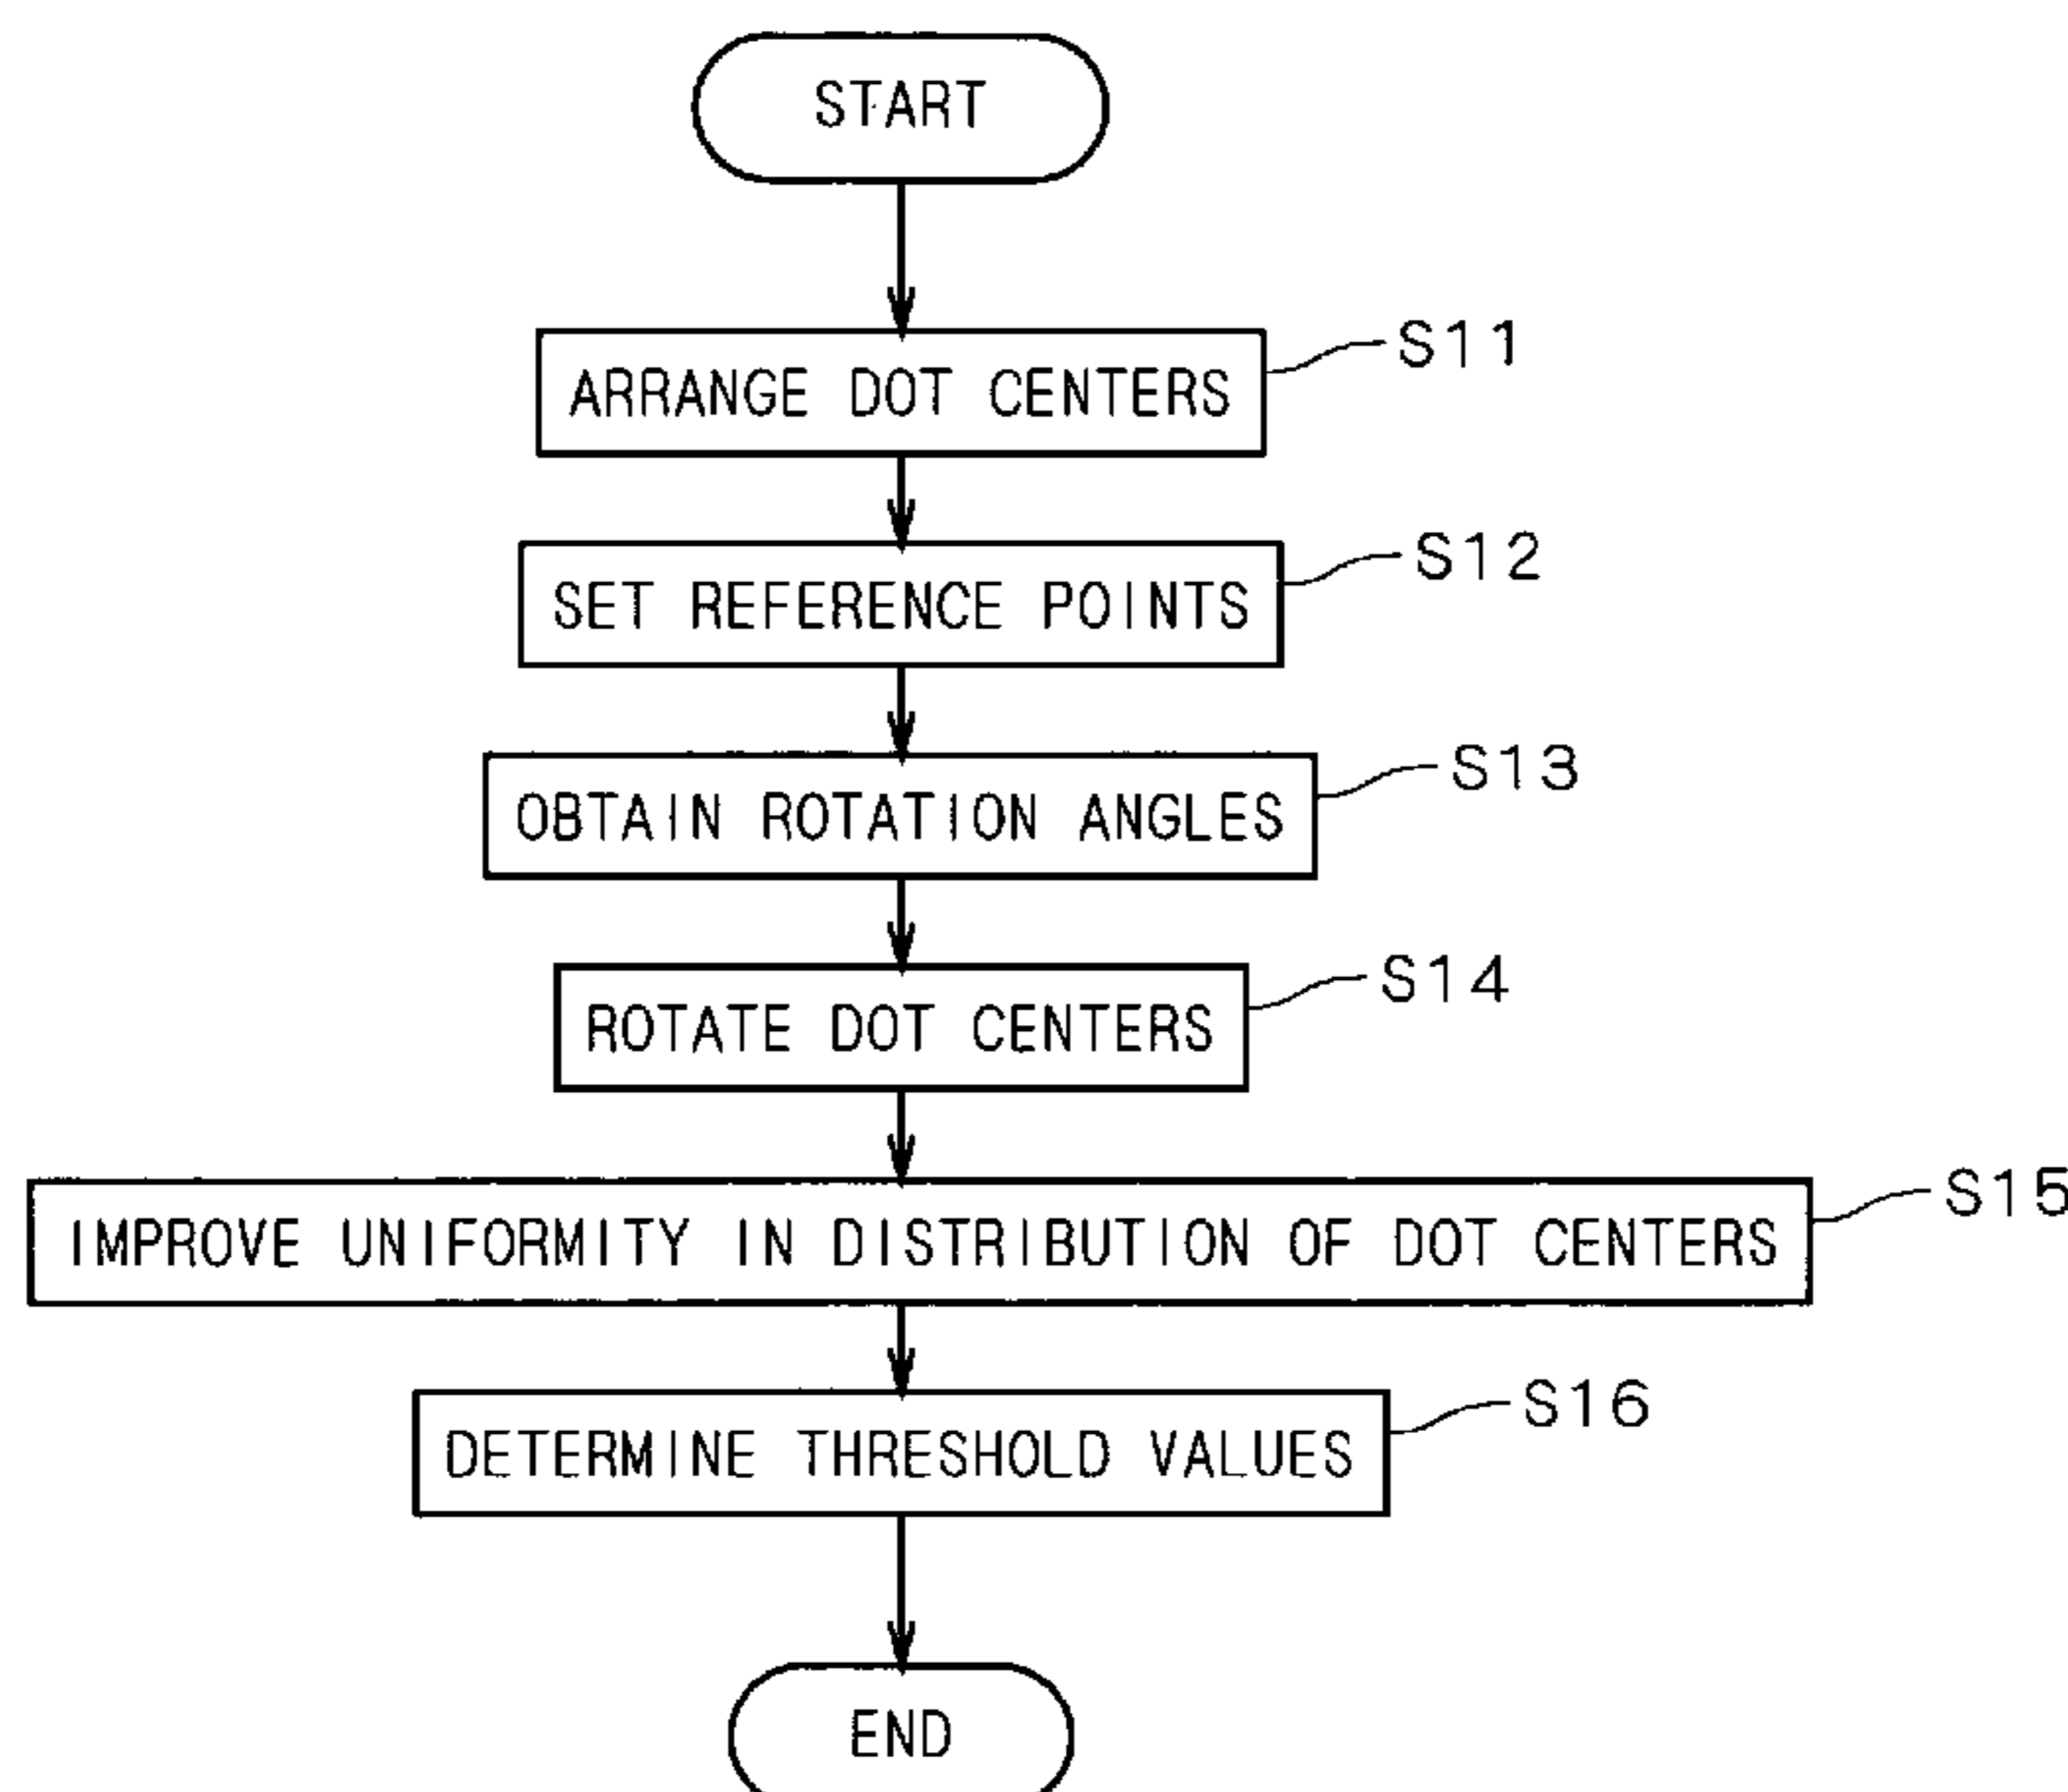 START
ARRANGE DOT CENTERS
S11
SET REFERENCE POINTS
S12
OBTAIN ROTATION ANGLES
S13
ROTATE DOT CENTERS
S14
IMPROVE UNIFORMITY IN DISTRIBUTION OF DOT CENTERS
S15
DETERMINE THRESHOLD VALUES
S16
END